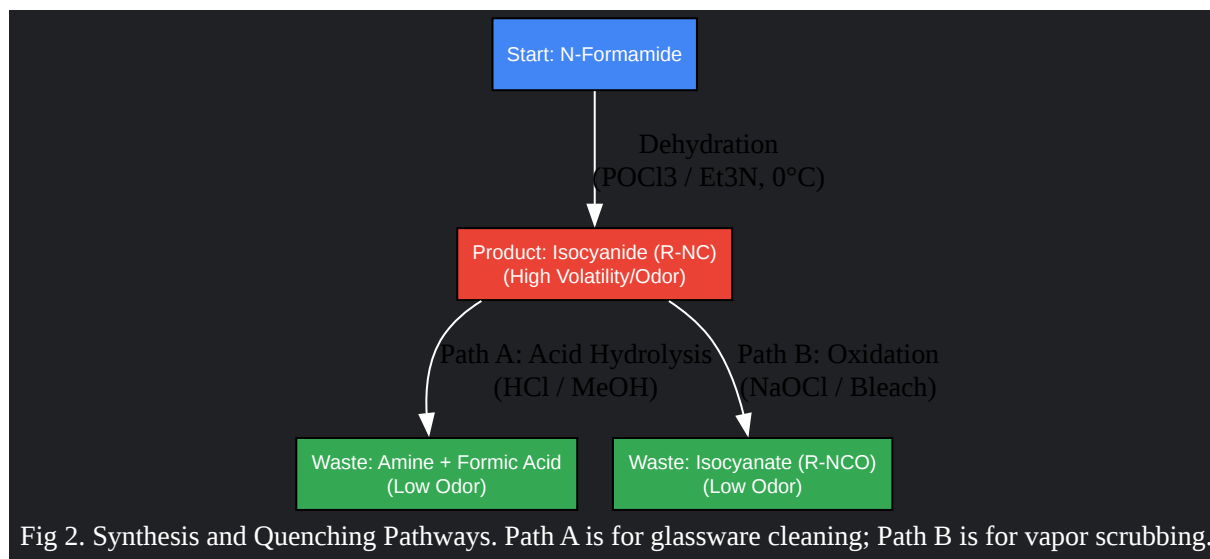 Start: N-Formamide
Dehydration
(POCl3 / Et3N, 0°C)
Product: Isocyanide (R-NC)
(High Volatility/Odor)
Path A: Acid Hydrolysis
(HCl / MeOH)
Path B: Oxidation
(NaOCl / Bleach)
Waste: Amine + Formic Acid
(Low Odor)
Waste: Isocyanate (R-NCO)
(Low Odor)
Fig 2. Synthesis and Quenching Pathways. Path A is for glassware cleaning; Path B is for vapor scrubbing.